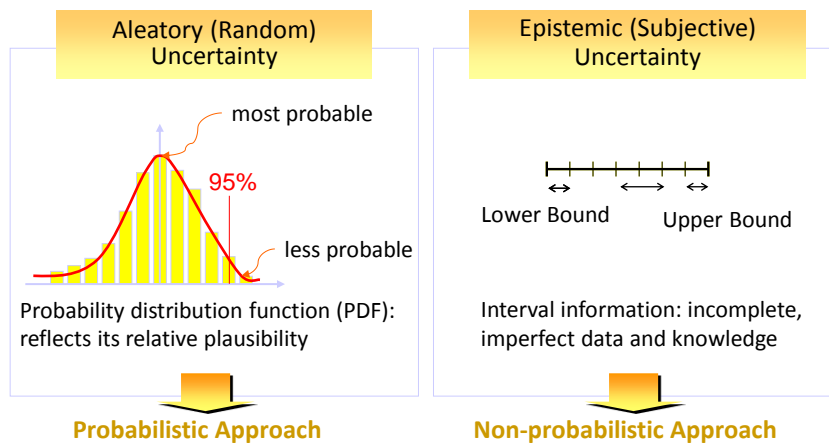 Aleatory (Random)
Uncertainty
most probable
95%
less probable
Probability distribution function (PDF):
reflects its relative plausibility
Probabilistic Approach
Epistemic (Subjective)
Uncertainty
Lower Bound
Upper Bound
Interval information: incomplete,
imperfect data and knowledge
Non-probabilistic Approach